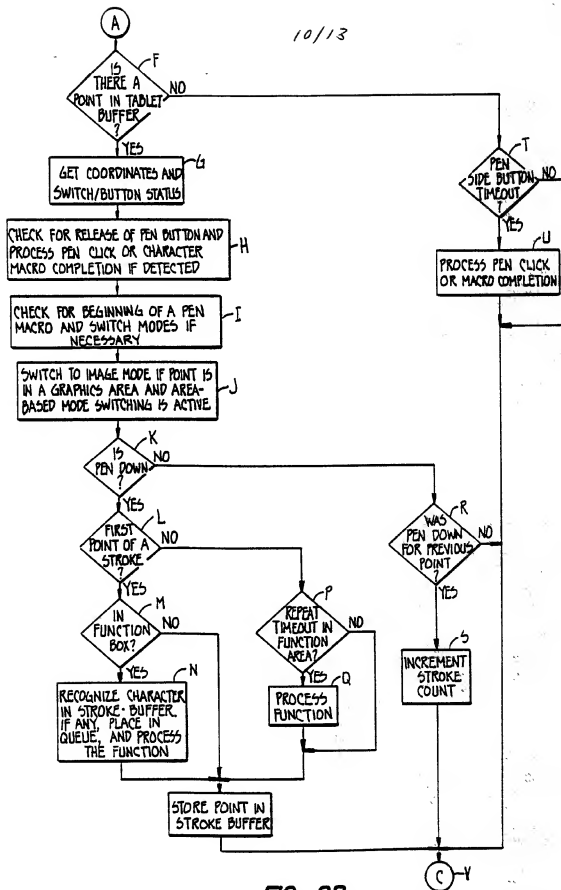 A
10/13
F
IS
THERE A
POINT IN TABLET
BUFFER
?
NO
YES
G
GET COORDINATES AND
SWITCH/BUTTON STATUS
T
PEN
SIDE BUTTON
TIMEOUT
?
NO
YES
U
PROCESS PEN CLICK
OR MACRO COMPLETION
CHECK FOR RELEASE OF PEN BUTTON AND
PROCESS PEN CLICK OR CHARACTER
MACRO COMPLETION IF DETECTED
H
CHECK FOR BEGINNING OF A PEN
MACRO AND SWITCH MODES IF
NECESSARY
I
SWITCH TO IMAGE MODE IF POINT IS
IN A GRAPHICS AREA AND AREA-
BASED MODE SWITCHING IS ACTIVE
J
K
IS
PEN DOWN
?
NO
YES
L
FIRST
POINT OF A
STROKE
?
NO
YES
R
WAS
PEN DOWN
FOR PREVIOUS
POINT
?
NO
YES
M
IN
FUNCTION
BOX?
NO
YES
P
REPEAT
TIMEOUT IN
FUNCTION
AREA?
NO
YES
N
RECOGNIZE CHARACTER
IN STROKE-BUFFER,
IF ANY, PLACE IN
QUEUE, AND PROCESS
THE FUNCTION
Q
PROCESS
FUNCTION
S
INCREMENT
STROKE
COUNT
STORE POINT IN
STROKE BUFFER
C
V